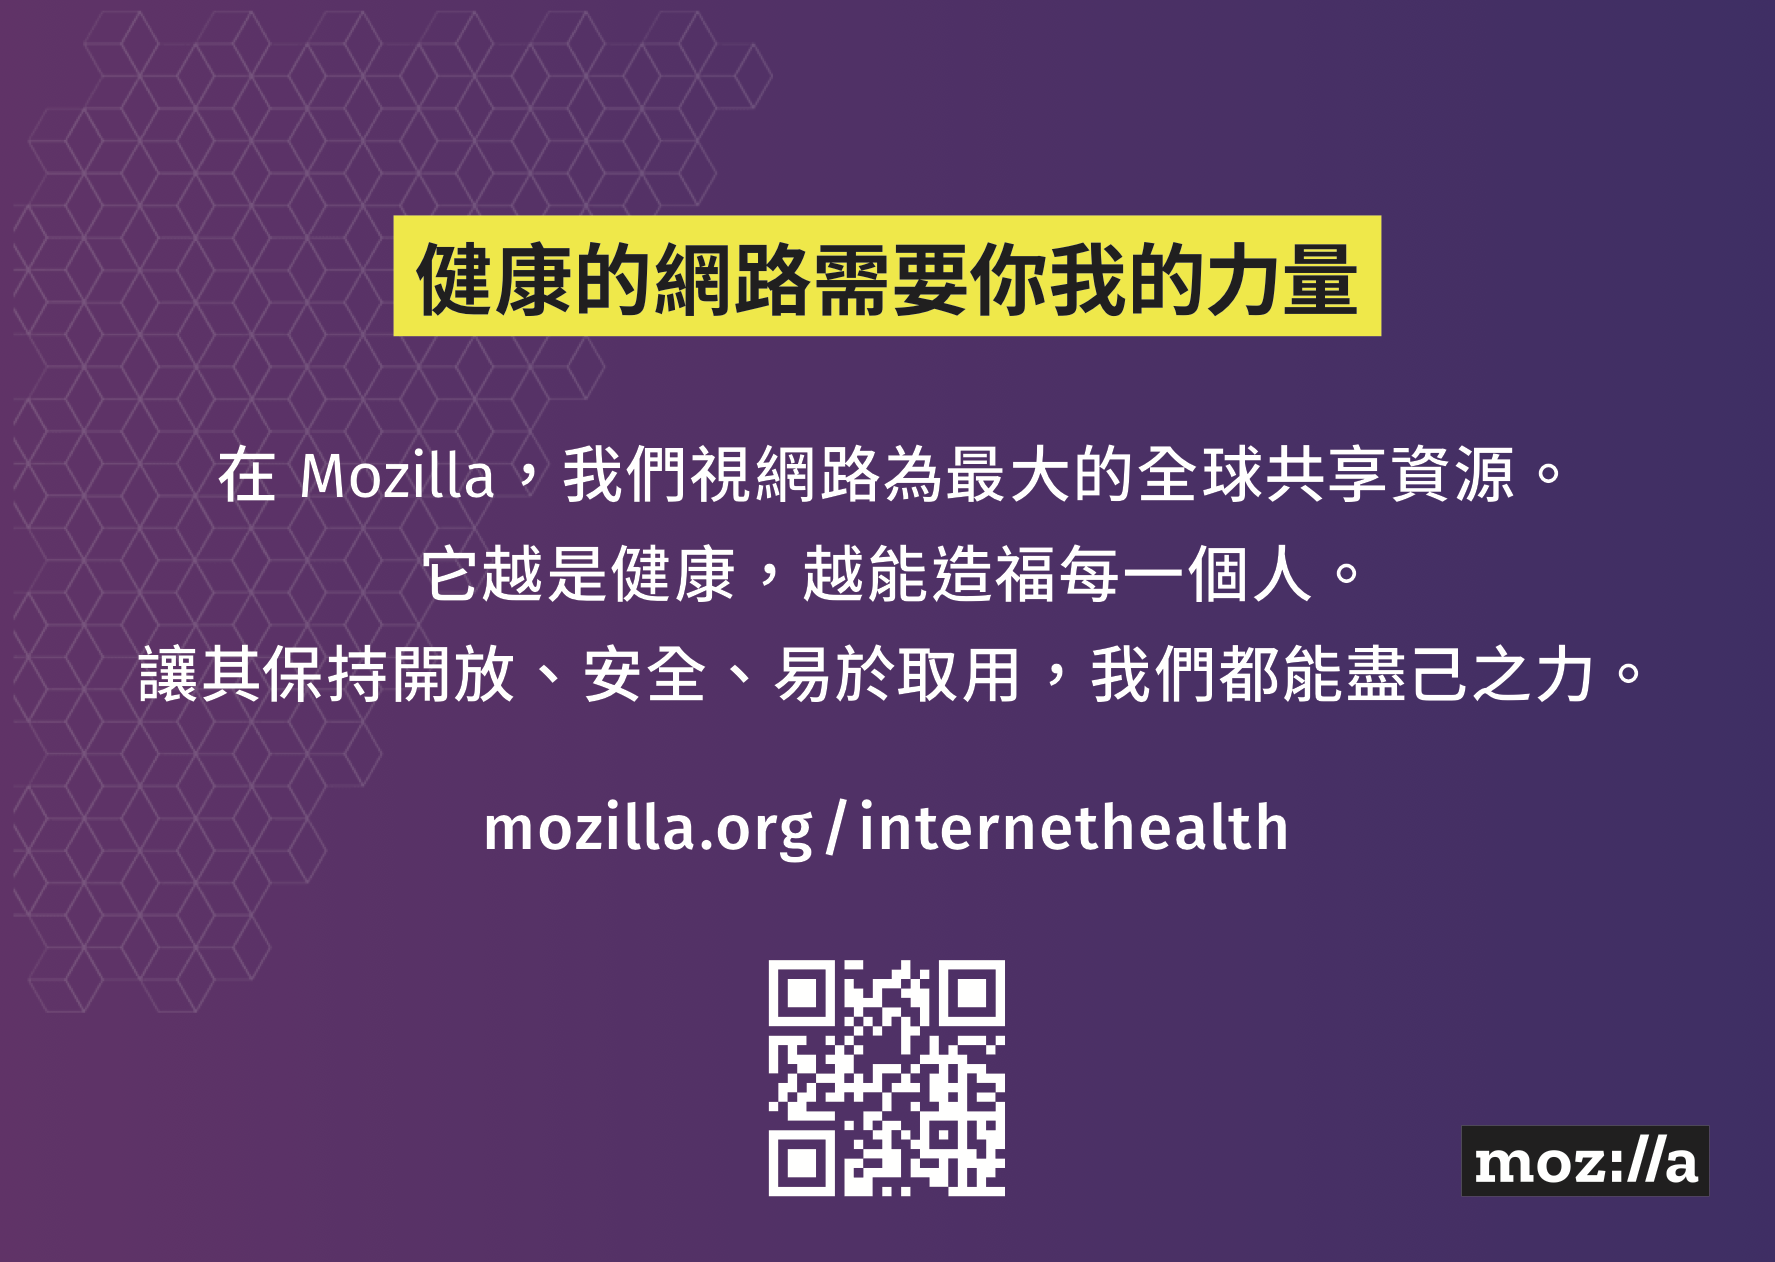 健康的網路需要你我的力量
在 Mozilla，我們視網路為最大的全球共享資源。
它越是健康，越能造福每一個人。
讓其保持開放、安全、易於取用，我們都能盡己之力。
mozilla.org/internethealth
moz://a